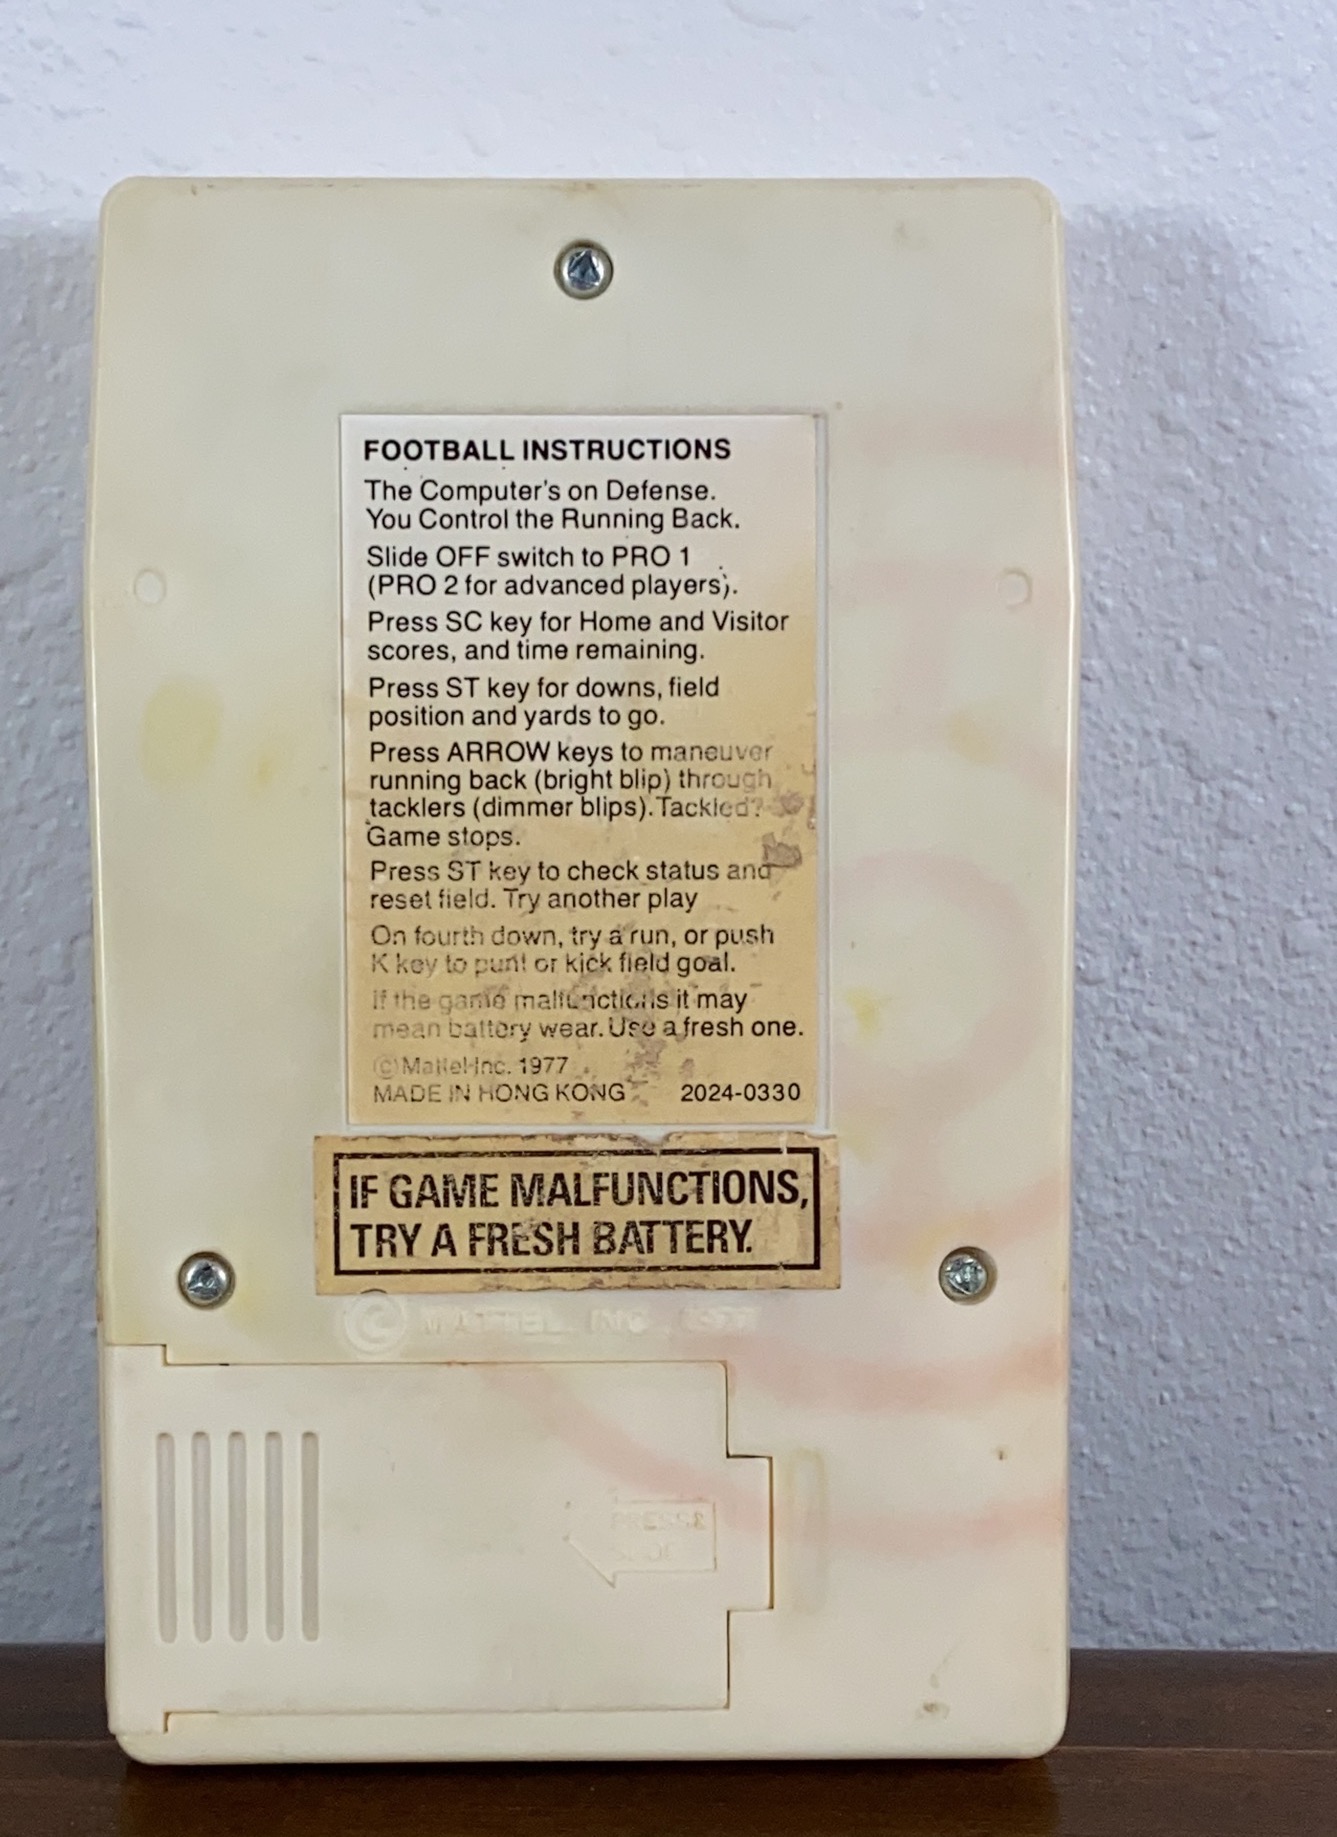 FOOTBALL INSTRUCTIONS
The Computer's on Defense.
You Control the Running Back.
Slide OFF switch to PRO 1
(PRO 2 for advanced players).
Press SC key for Home and Visitor
scores, and time remaining.
Press ST key for downs, field
position and yards to go.
Press ARROW keys to maneuver
running back (bright blip) through
tacklers (dimmer blips). Tackled?
Game stops.
Press ST key to check status and
reset field. Try another play
On fourth down, try a run, or push
K key to punt or kick field goal.
If the game malfunctions it may
mean battery wear. Use a fresh one.
© Mattel Inc. 1977
MADE IN HONG KONG 2024-0330
IF GAME MALFUNCTIONS,
TRY A FRESH BATTERY.
© MATTEL, INC. 1977